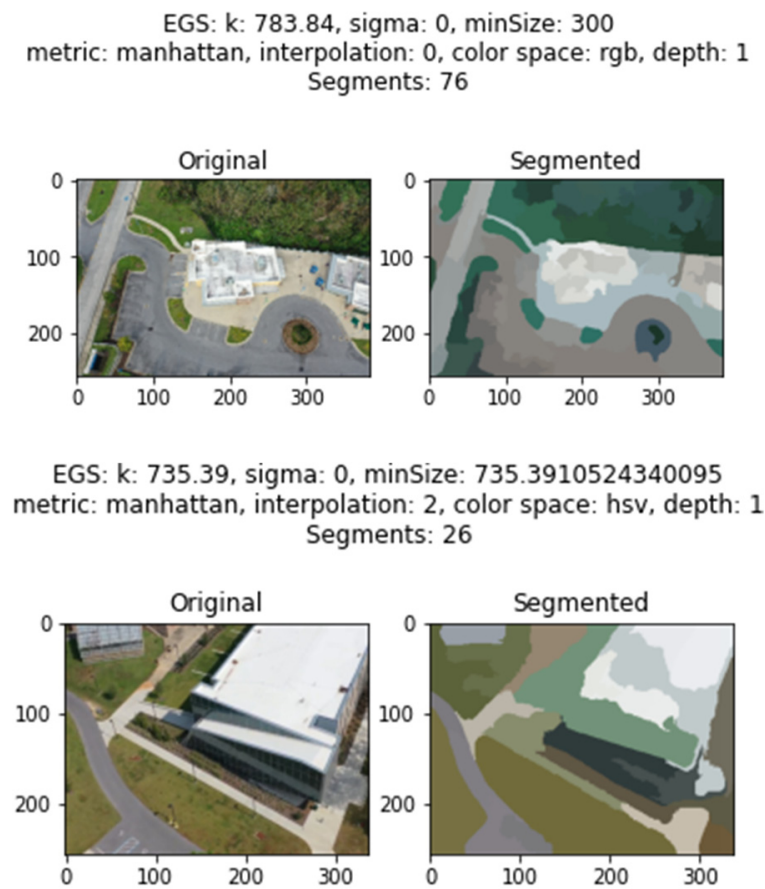 EGS: k: 783.84, sigma: 0, minSize: 300
metric: manhattan, interpolation: 0, color space: rgb, depth: 1
Segments: 76
Original
Segmented
0
100
200
0
100
200
300
0
100
200
0
100
200
300
EGS: k: 735.39, sigma: 0, minSize: 735.3910524340095
metric: manhattan, interpolation: 2, color space: hsv, depth: 1
Segments: 26
Original
Segmented
0
100
200
0
100
200
300
0
100
200
0
100
200
300